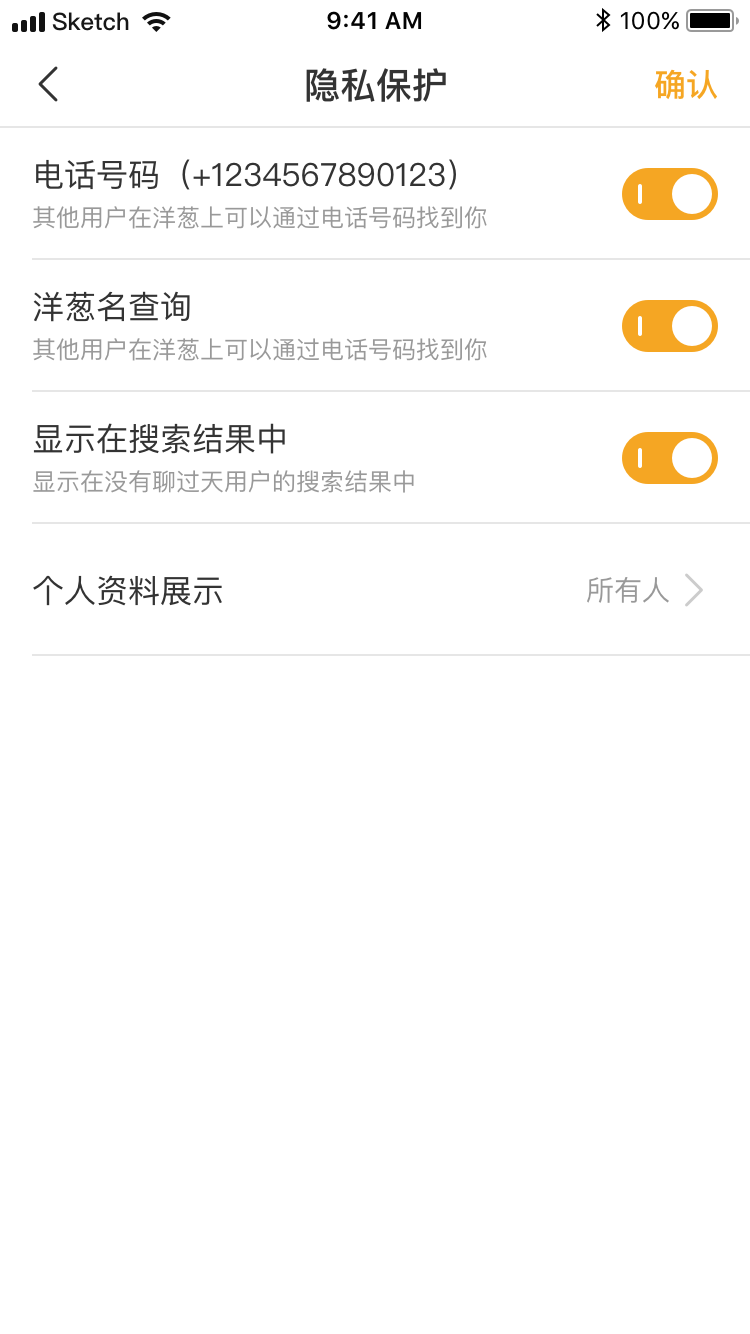 Sketch 9:41 AM 100%
隐私保护 确认
电话号码（+1234567890123）
其他用户在洋葱上可以通过电话号码找到你
洋葱名查询
其他用户在洋葱上可以通过电话号码找到你
显示在搜索结果中
显示在没有聊过天用户的搜索结果中
个人资料展示 所有人